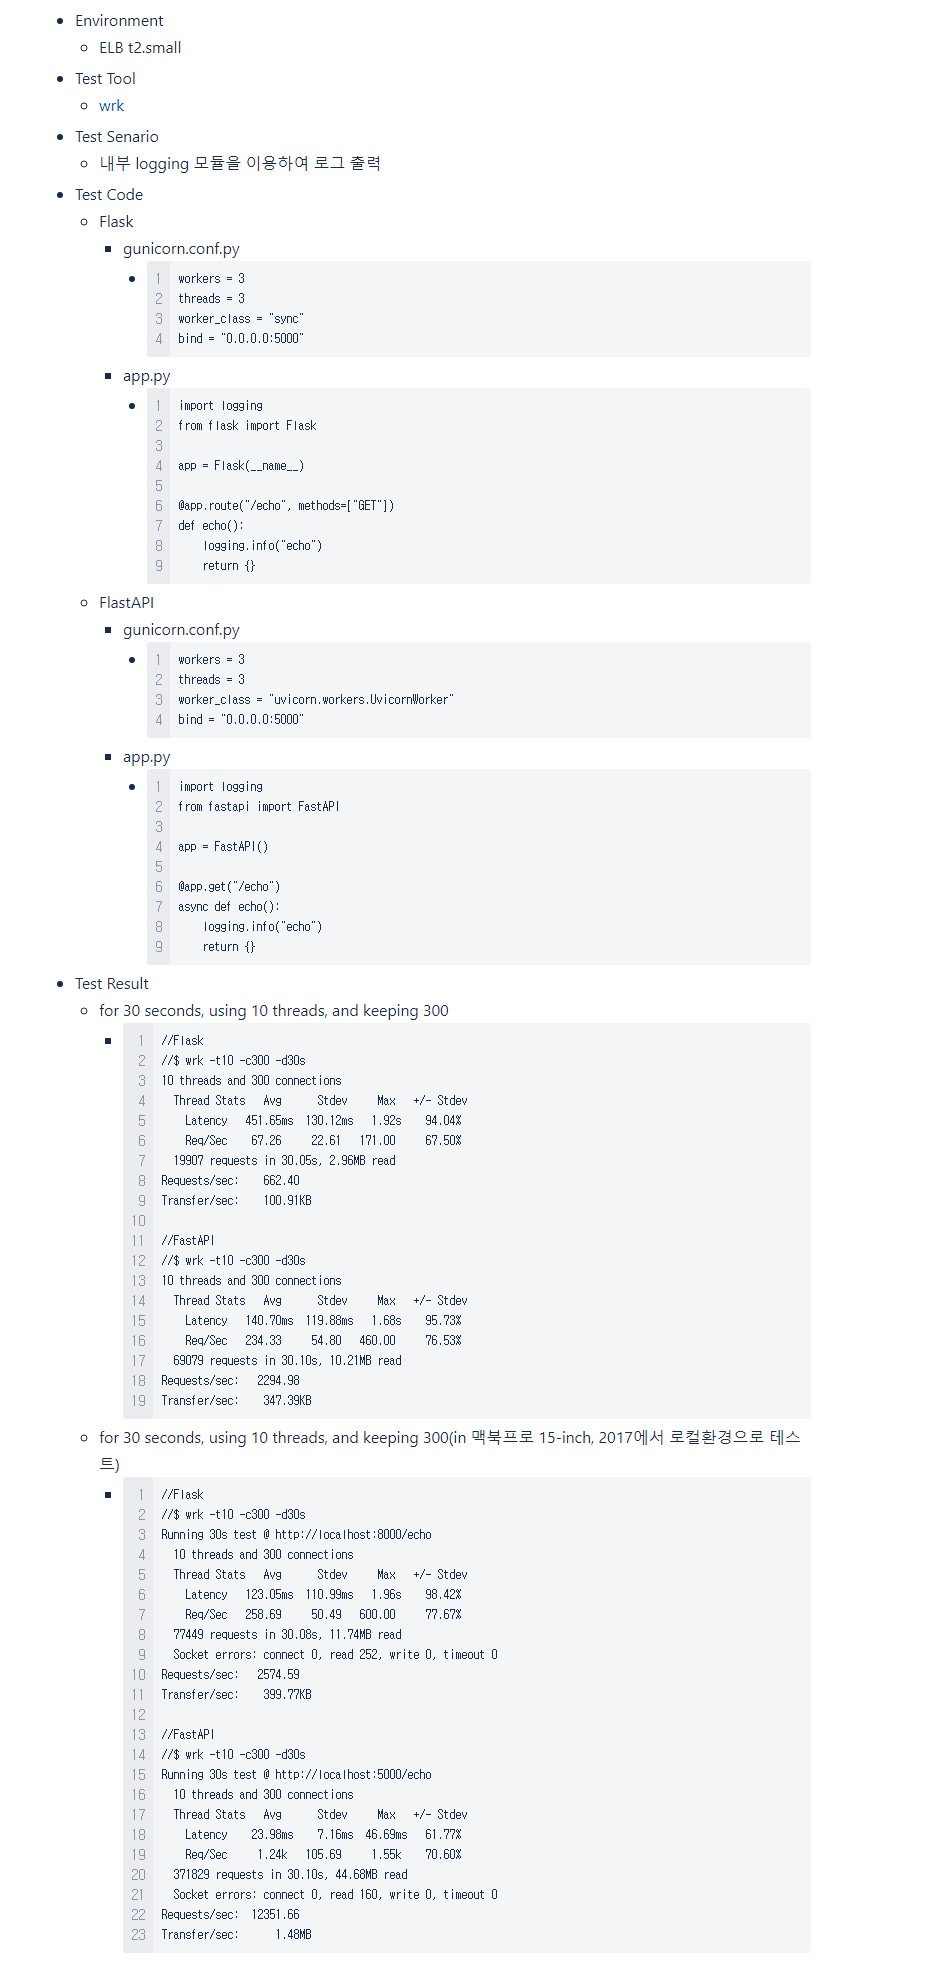 Environment
ELB t2.small
Test Tool
wrk
Test Senario
내부 logging 모듈을 이용하여 로그 출력
Test Code
Flask
gunicorn.conf.py
1 workers = 3
2 threads = 3
3 worker_class = "sync"
4 bind = "0.0.0.0:5000"
app.py
1 import logging
2 from flask import Flask
3
4 app = Flask(__name__)
5
6 @app.route("/echo", methods=["GET"])
7 def echo():
8     logging.info("echo")
9     return {}
FlastAPI
gunicorn.conf.py
1 workers = 3
2 threads = 3
3 worker_class = "uvicorn.workers.UvicornWorker"
4 bind = "0.0.0.0:5000"
app.py
1 import logging
2 from fastapi import FastAPI
3
4 app = FastAPI()
5
6 @app.get("/echo")
7 async def echo():
8     logging.info("echo")
9     return {}
Test Result
for 30 seconds, using 10 threads, and keeping 300
1 //Flask
2 //$ wrk -t10 -c300 -d30s
3 10 threads and 300 connections
4   Thread Stats   Avg      Stdev     Max   +/- Stdev
5     Latency   451.65ms  130.12ms   1.92s    94.04%
6     Req/Sec    67.26     22.61   171.00     67.50%
7   19907 requests in 30.05s, 2.96MB read
8 Requests/sec:    662.40
9 Transfer/sec:    100.91KB
10
11 //FastAPI
12 //$ wrk -t10 -c300 -d30s
13 10 threads and 300 connections
14   Thread Stats   Avg      Stdev     Max   +/- Stdev
15     Latency   140.70ms  119.88ms   1.68s    95.73%
16     Req/Sec   234.33     54.80   460.00     76.53%
17   69079 requests in 30.10s, 10.21MB read
18 Requests/sec:   2294.98
19 Transfer/sec:    347.39KB
for 30 seconds, using 10 threads, and keeping 300(in 맥북프로 15-inch, 2017에서 로컬환경으로 테스
트)
1 //Flask
2 //$ wrk -t10 -c300 -d30s
3 Running 30s test @ http://localhost:8000/echo
4   10 threads and 300 connections
5   Thread Stats   Avg      Stdev     Max   +/- Stdev
6     Latency   123.05ms  110.99ms   1.96s    98.42%
7     Req/Sec   258.69     50.49   600.00     77.67%
8   77449 requests in 30.08s, 11.74MB read
9   Socket errors: connect 0, read 252, write 0, timeout 0
10 Requests/sec:   2574.59
11 Transfer/sec:    399.77KB
12
13 //FastAPI
14 //$ wrk -t10 -c300 -d30s
15 Running 30s test @ http://localhost:5000/echo
16   10 threads and 300 connections
17   Thread Stats   Avg      Stdev     Max   +/- Stdev
18     Latency    23.98ms    7.16ms  46.69ms   61.77%
19     Req/Sec     1.24k   105.69     1.55k    70.60%
20   371829 requests in 30.10s, 44.68MB read
21   Socket errors: connect 0, read 160, write 0, timeout 0
22 Requests/sec:  12351.66
23 Transfer/sec:      1.48MB